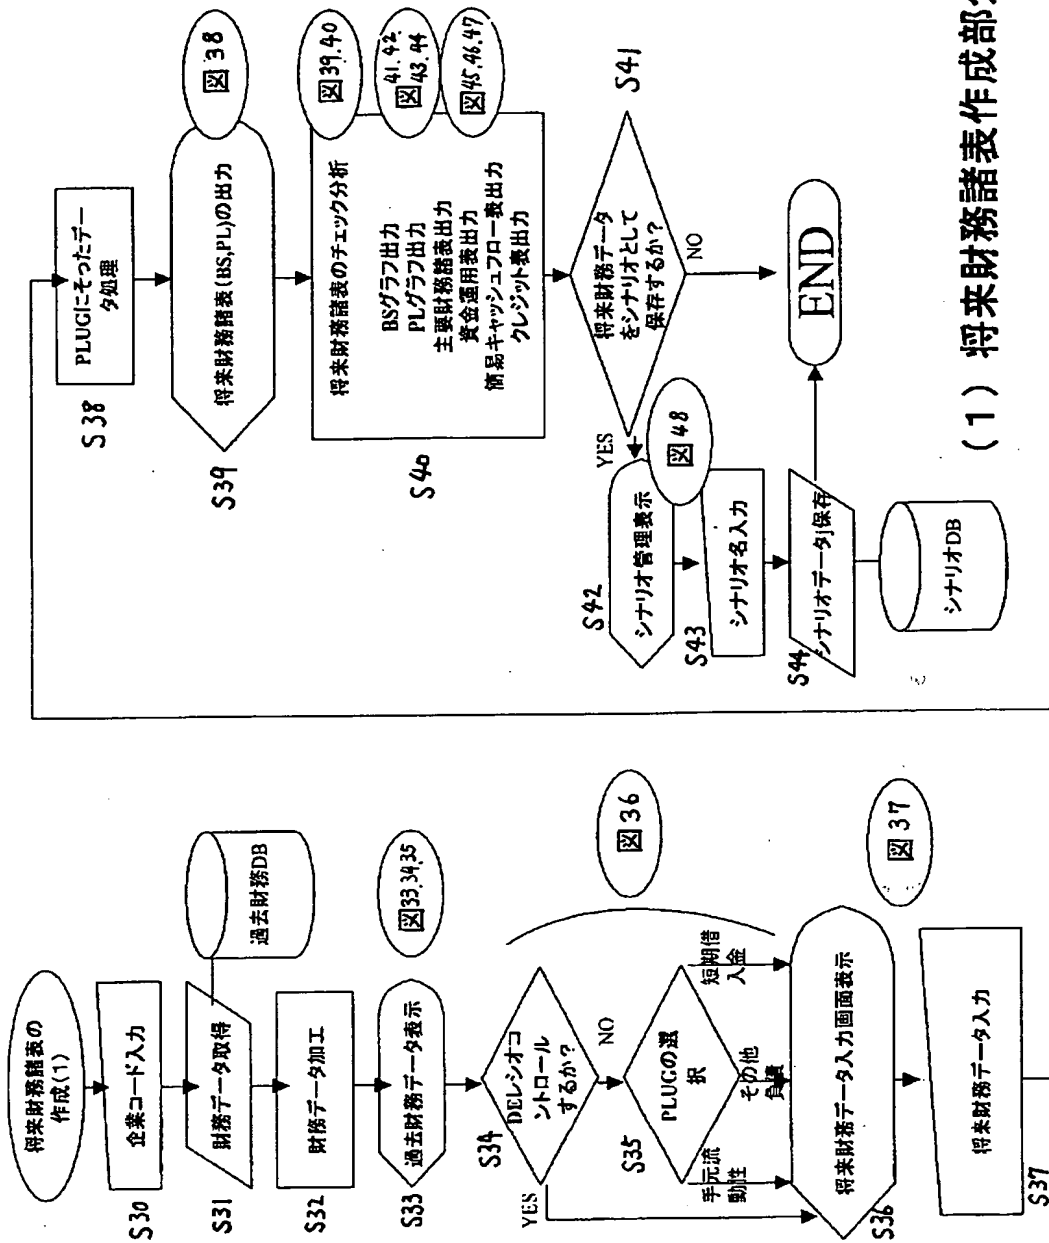 将来財務諸表の
作成(1)
S30
企業コード入力
S31
財務データ取得
過去財務DB
S32
財務データ加工
S33
過去財務データ表示
図33.34.35
S34
DEレシオコ
ントロール
するか?
YES
NO
S35
PLUGの選
択
図36
手元流
動性
その他
負債
短期借
入金
S36
将来財務データ入力画面表示
図37
S37
将来財務データ入力
S38
PLUGにそったデー
タ処理
S39
将来財務諸表(BS,PL)の出力
図38
S40
将来財務諸表のチェック分析
BSグラフ出力
PLグラフ出力
主要財務諸表出力
資金運用表出力
簡易キャッシュフロー表出力
クレジット表出力
図39.40
図41.42.
43.44
図45.46.47
S41
将来財務データ
をシナリオとして
保存するか?
YES
NO
S42
シナリオ管理表示
図48
S43
シナリオ名入力
S44
シナリオデータ保存
シナリオDB
END
(1)将来財務諸表作成部